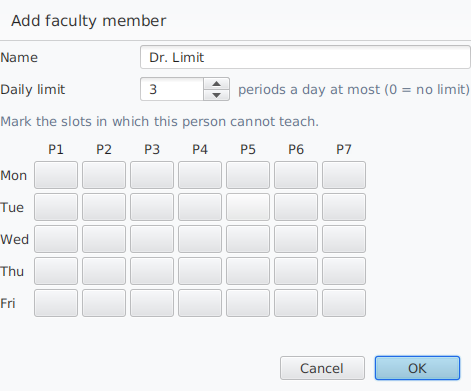 Add faculty member
Name Dr. Limit
Daily limit 3 periods a day at most (0 = no limit)
Mark the slots in which this person cannot teach.
P1 P2 P3 P4 P5 P6 P7
Mon
Tue
Wed
Thu
Fri
Cancel OK